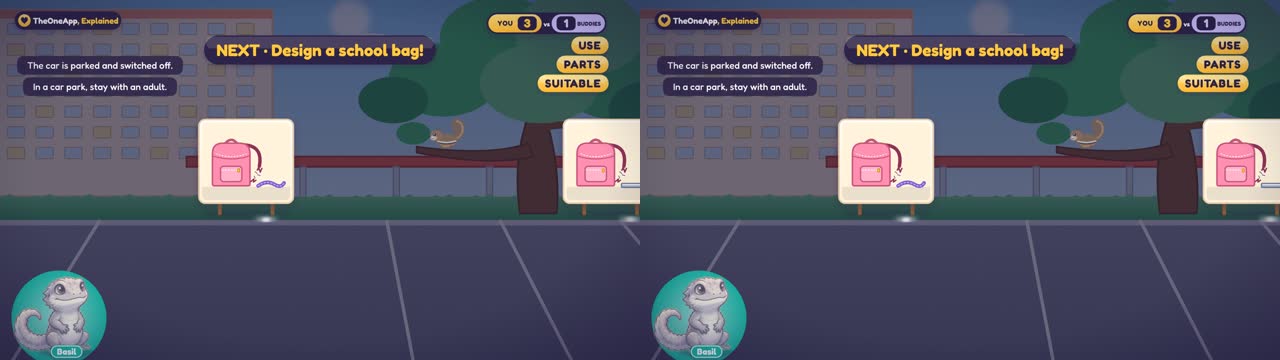 TheOneApp, Explained
YOU 3 vs 1 BUDDIES
NEXT · Design a school bag!
USE
The car is parked and switched off.
PARTS
In a car park, stay with an adult.
SUITABLE
Basil
TheOneApp, Explained
YOU 3 vs 1 BUDDIES
NEXT · Design a school bag!
USE
The car is parked and switched off.
PARTS
In a car park, stay with an adult.
SUITABLE
Basil